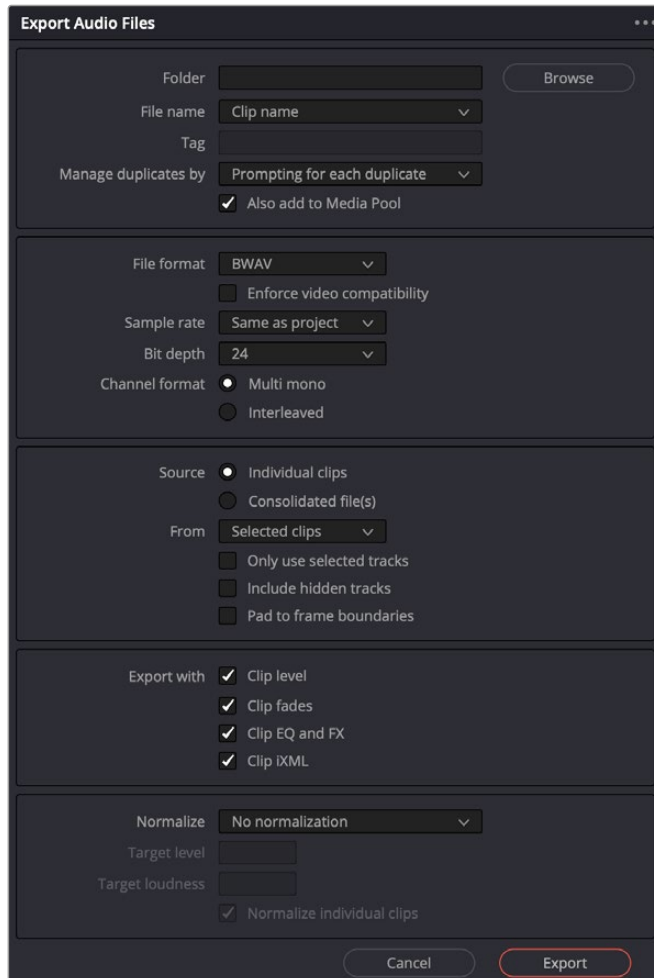 Export Audio Files
Folder Browse
File name Clip name
Tag
Manage duplicates by Prompting for each duplicate
Also add to Media Pool
File format BWAV
Enforce video compatibility
Sample rate Same as project
Bit depth 24
Channel format Multi mono
Interleaved
Source Individual clips
Consolidated file(s)
From Selected clips
Only use selected tracks
Include hidden tracks
Pad to frame boundaries
Export with Clip level
Clip fades
Clip EQ and FX
Clip iXML
Normalize No normalization
Target level
Target loudness
Normalize individual clips
Cancel Export